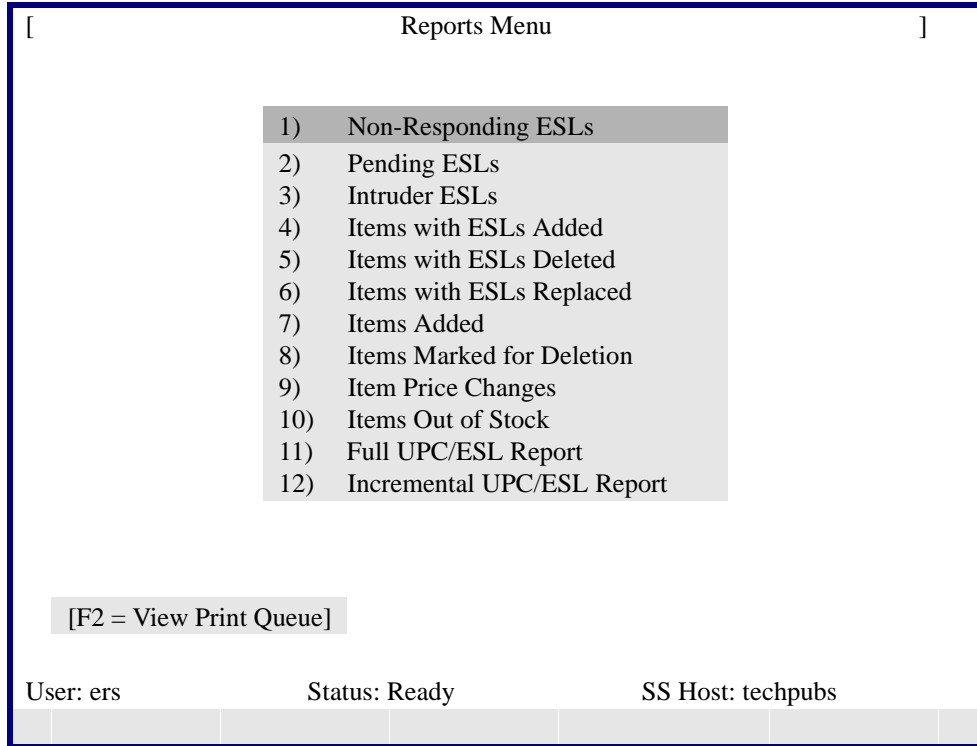 [ Reports Menu ]
1) Non-Responding ESLs
2) Pending ESLs
3) Intruder ESLs
4) Items with ESLs Added
5) Items with ESLs Deleted
6) Items with ESLs Replaced
7) Items Added
8) Items Marked for Deletion
9) Item Price Changes
10) Items Out of Stock
11) Full UPC/ESL Report
12) Incremental UPC/ESL Report
[F2 = View Print Queue]
User: ers Status: Ready SS Host: techpubs